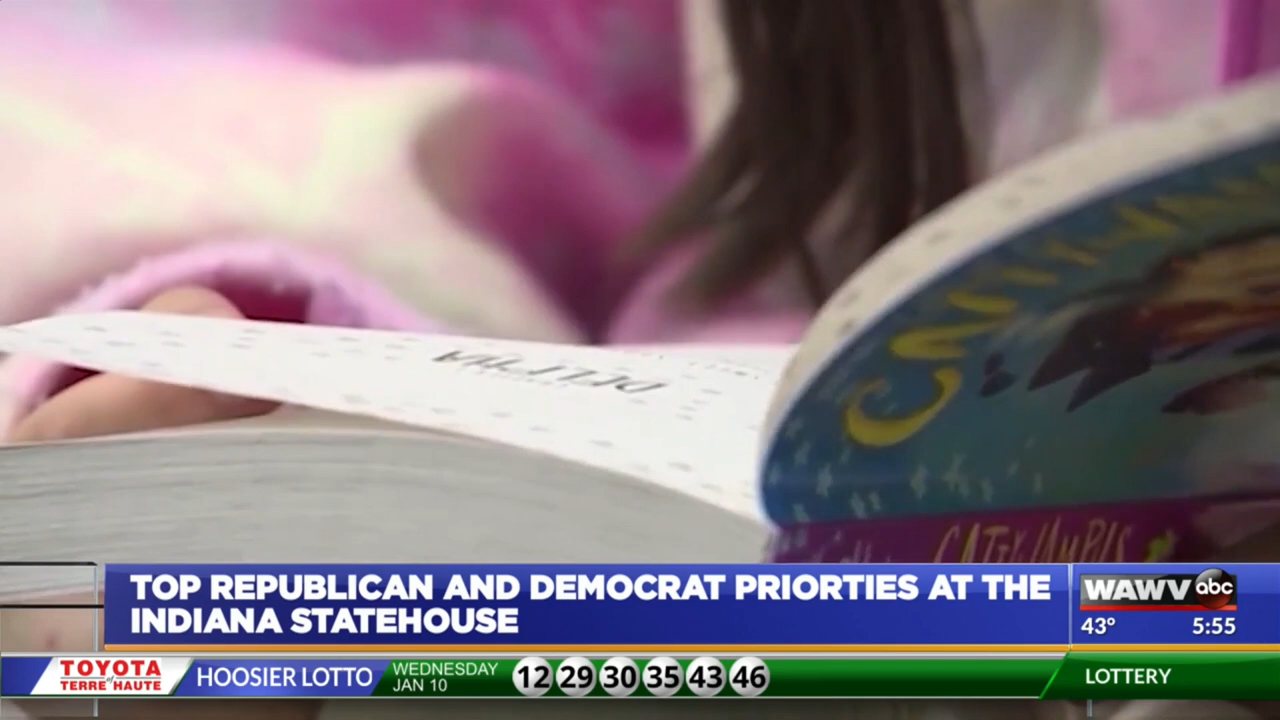 CATTYWAMPUS
TOP REPUBLICAN AND DEMOCRAT PRIORTIES AT THE
INDIANA STATEHOUSE
WAWV abc
43° 5:55
TOYOTA
of
TERRE HAUTE
HOOSIER LOTTO
WEDNESDAY
JAN 10
12 29 30 35 43 46
LOTTERY